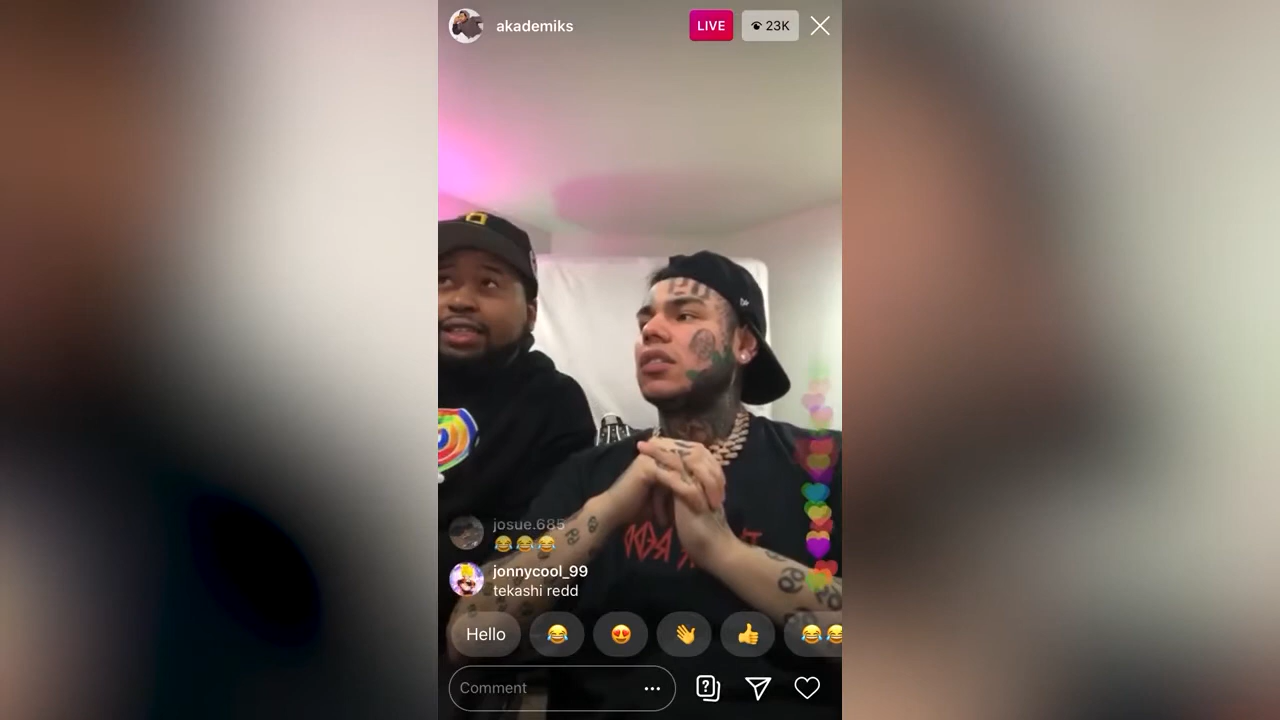 akademiks
LIVE
23K
josue.685
😂😂😂
jonnycool_99
tekashi redd
Hello
Comment